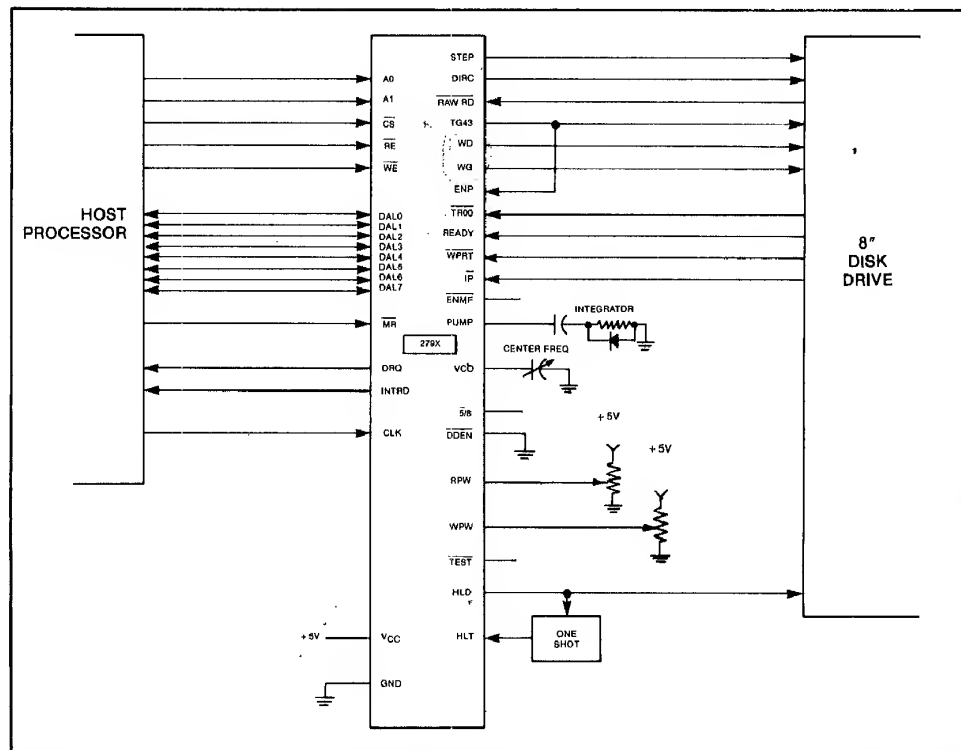 HOST
PROCESSOR
A0
A1
CS
RE
WE
DAL0
DAL1
DAL2
DAL3
DAL4
DAL5
DAL6
DAL7
MR
279X
DRQ
INTRD
CLK
+5V
VCC
GND
STEP
DIRC
RAW RD
TG43
WD
WG
ENP
TR00
READY
WPRT
IP
ENMF
PUMP
INTEGRATOR
CENTER FREQ
VCO
5/8
DDEN
+5V
+5V
RPW
WPW
TEST
HLD
HLT
ONE
SHOT
8"
DISK
DRIVE